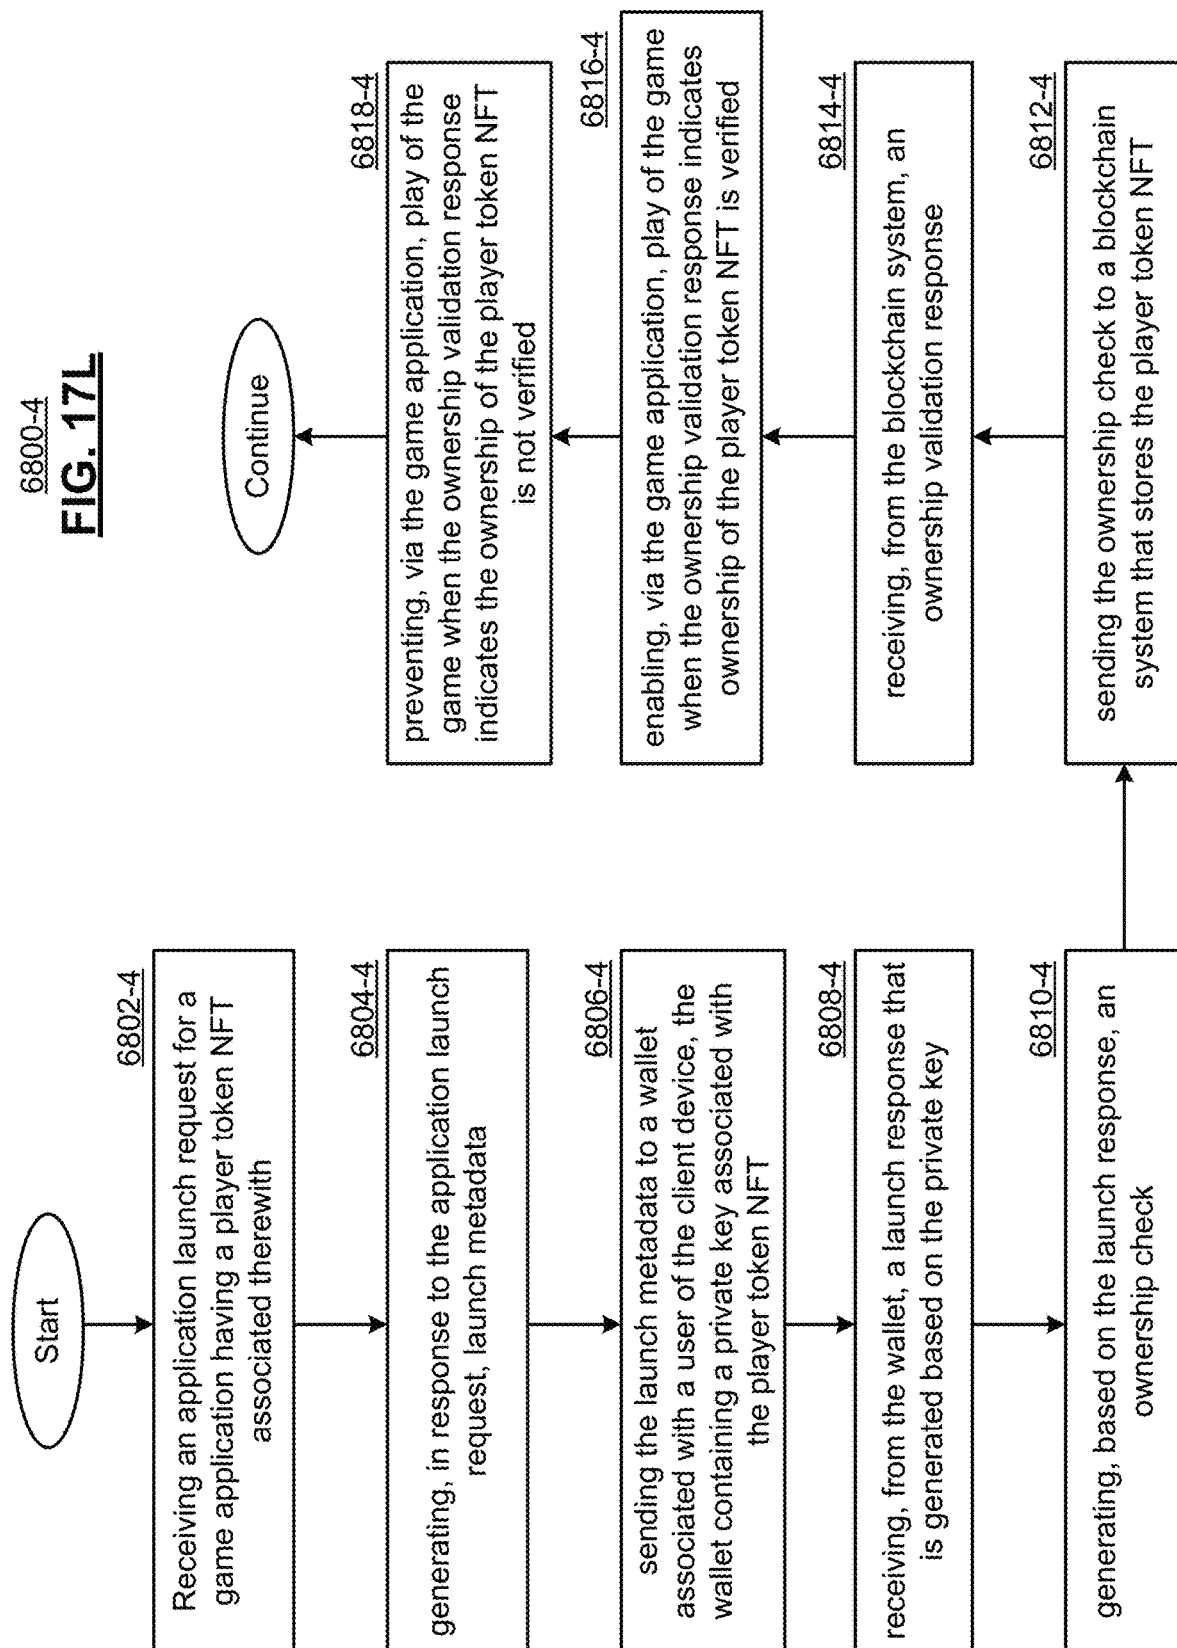 6800-4
FIG. 17L
Start
6802-4
Receiving an application launch request for a
game application having a player token NFT
associated therewith
6804-4
generating, in response to the application launch
request, launch metadata
6806-4
sending the launch metadata to a wallet
associated with a user of the client device, the
wallet containing a private key associated with
the player token NFT
6808-4
receiving, from the wallet, a launch response that
is generated based on the private key
6810-4
generating, based on the launch response, an
ownership check
6812-4
sending the ownership check to a blockchain
system that stores the player token NFT
6814-4
receiving, from the blockchain system, an
ownership validation response
6816-4
enabling, via the game application, play of the game
when the ownership validation response indicates
ownership of the player token NFT is verified
6818-4
preventing, via the game application, play of the
game when the ownership validation response
indicates the ownership of the player token NFT
is not verified
Continue